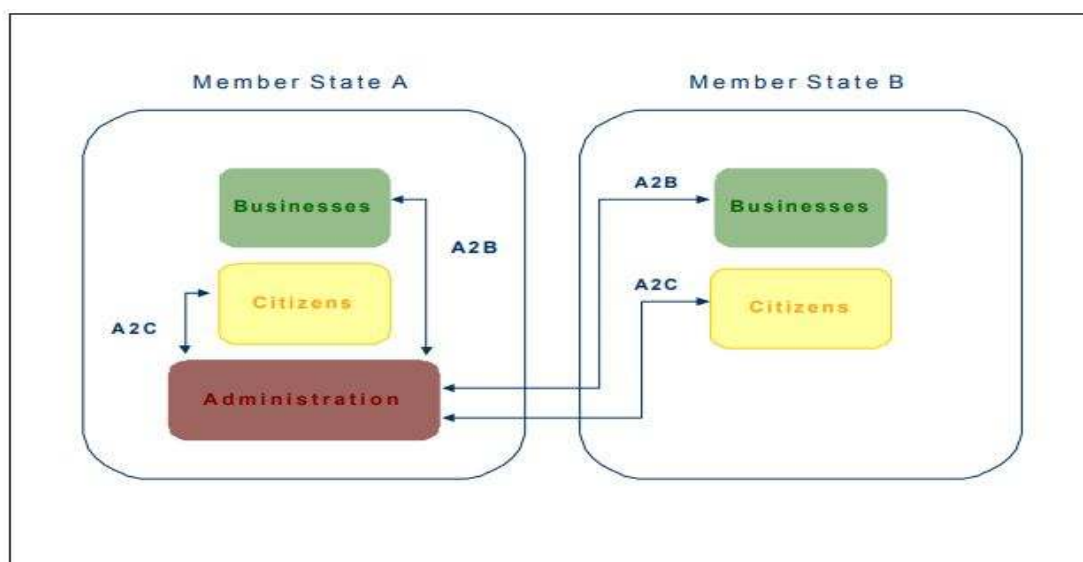 Member State A
Member State B
Businesses
A2B
Citizens
A2C
Administration
A2B
Businesses
A2C
Citizens